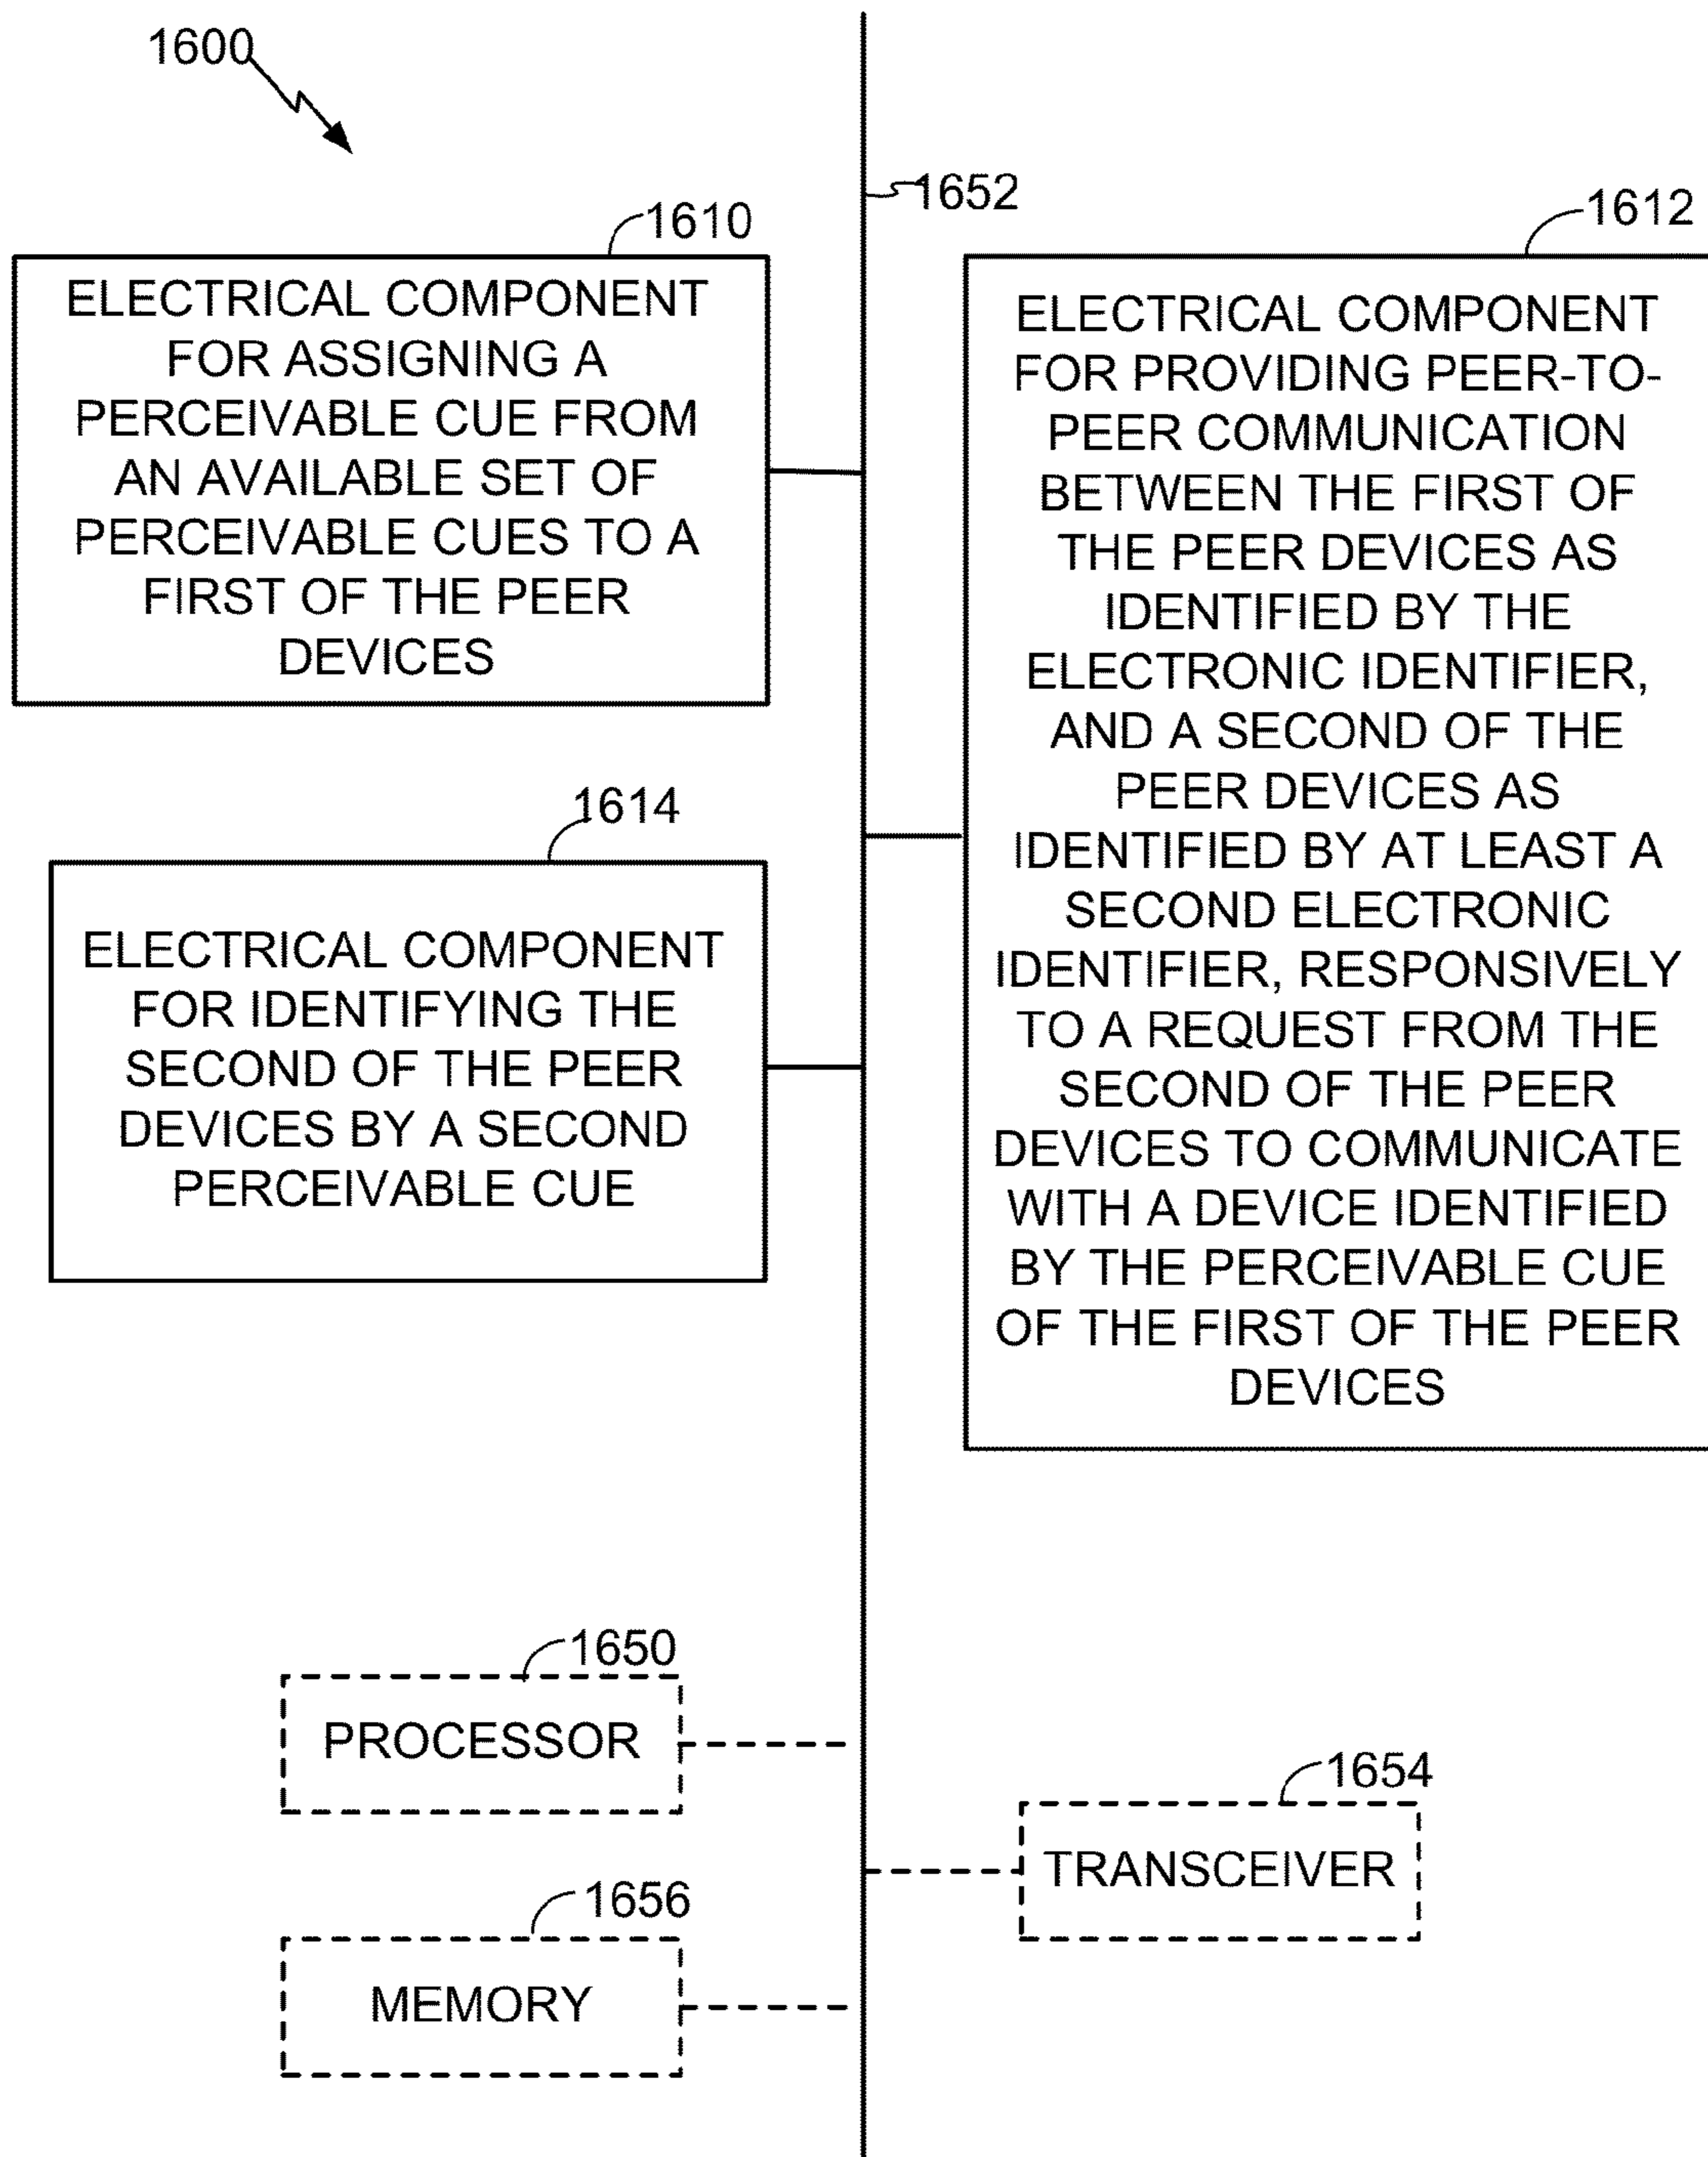 1600
1652
1610
ELECTRICAL COMPONENT
FOR ASSIGNING A
PERCEIVABLE CUE FROM
AN AVAILABLE SET OF
PERCEIVABLE CUES TO A
FIRST OF THE PEER
DEVICES
1612
ELECTRICAL COMPONENT
FOR PROVIDING PEER-TO-
PEER COMMUNICATION
BETWEEN THE FIRST OF
THE PEER DEVICES AS
IDENTIFIED BY THE
ELECTRONIC IDENTIFIER,
AND A SECOND OF THE
PEER DEVICES AS
IDENTIFIED BY AT LEAST A
SECOND ELECTRONIC
IDENTIFIER, RESPONSIVELY
TO A REQUEST FROM THE
SECOND OF THE PEER
DEVICES TO COMMUNICATE
WITH A DEVICE IDENTIFIED
BY THE PERCEIVABLE CUE
OF THE FIRST OF THE PEER
DEVICES
1614
ELECTRICAL COMPONENT
FOR IDENTIFYING THE
SECOND OF THE PEER
DEVICES BY A SECOND
PERCEIVABLE CUE
1650
PROCESSOR
1654
TRANSCEIVER
1656
MEMORY